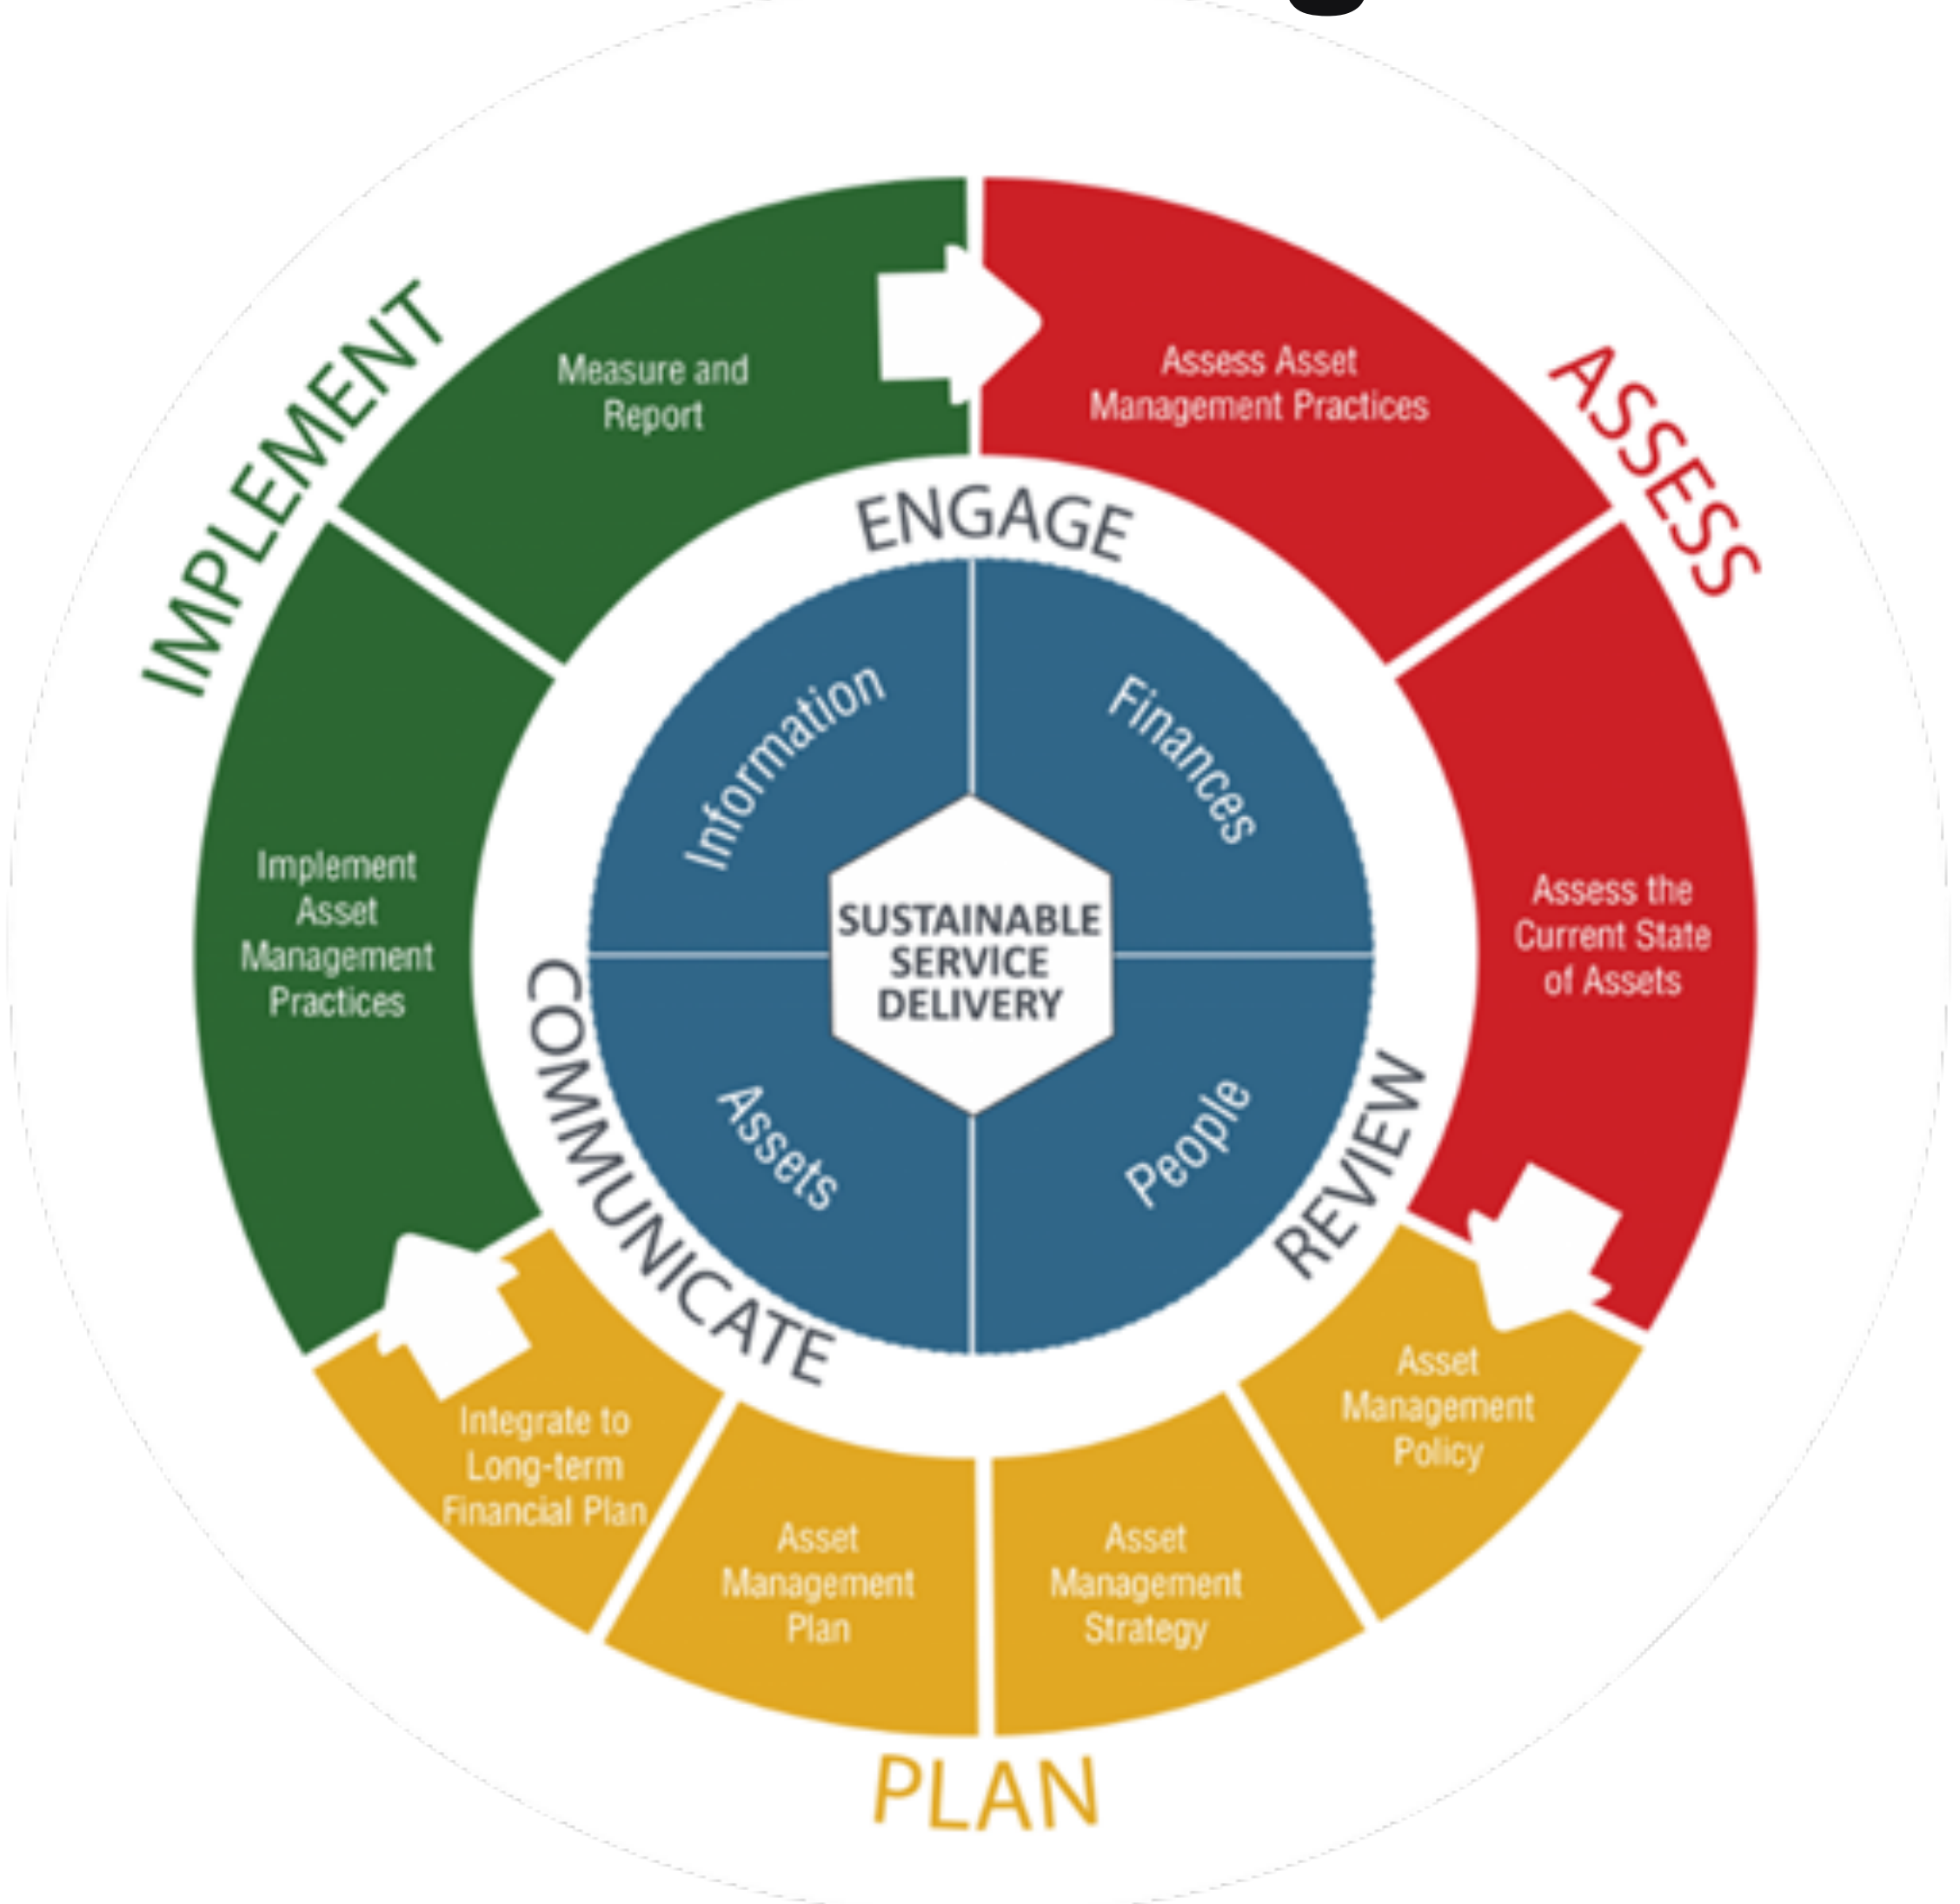 IMPLEMENT
ASSESS
PLAN
Measure and
Report
Assess Asset
Management Practices
Assess the
Current State
of Assets
Asset
Management
Policy
Asset
Management
Strategy
Asset
Management
Plan
Integrate to
Long-term
Financial Plan
Implement
Asset
Management
Practices
ENGAGE
REVIEW
COMMUNICATE
Information
Finances
People
Assets
SUSTAINABLE
SERVICE
DELIVERY